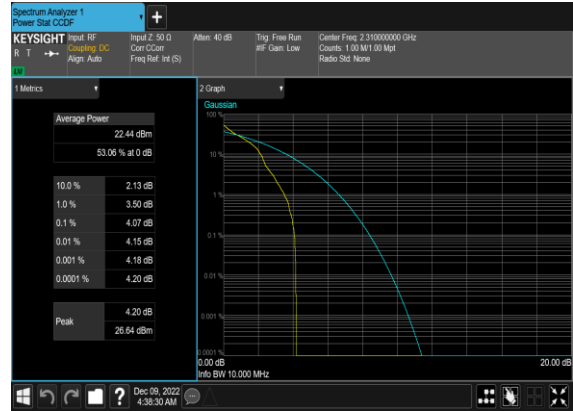 Spectrum Analyzer 1
Power Stat CCDF
KEYSIGHT
R T
LXI
Input: RF
Coupling: DC
Align: Auto
Input Z: 50 Ω
Corr CCorr
Freq Ref: Int (S)
Atten: 40 dB
Trig: Free Run
#IF Gain: Low
Center Freq: 2.310000000 GHz
Counts: 1.00 M/1.00 Mpt
Radio Std: None
1 Metrics
Average Power
22.44 dBm
53.06 % at 0 dB
10.0 % 2.13 dB
1.0 % 3.50 dB
0.1 % 4.07 dB
0.01 % 4.15 dB
0.001 % 4.18 dB
0.0001 % 4.20 dB
Peak 4.20 dB
26.64 dBm
2 Graph
Gaussian
100 %
10 %
1 %
0.1 %
0.01 %
0.001 %
0.0001 %
0.00 dB 20.00 dB
Info BW 10.000 MHz
Dec 09, 2022
4:38:30 AM